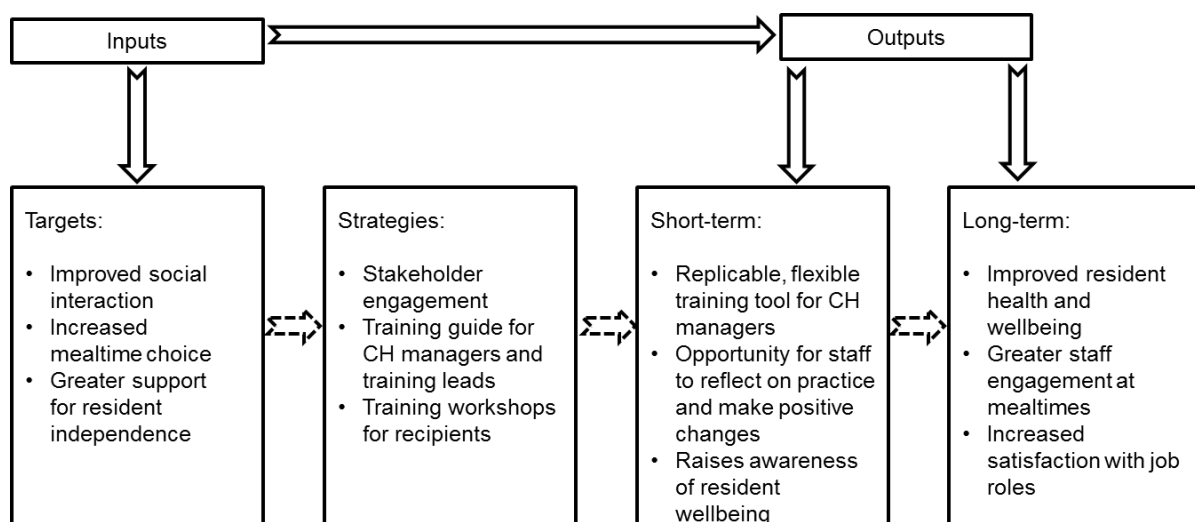 Inputs
Outputs
Targets:
• Improved social
interaction
• Increased
mealtime choice
• Greater support
for resident
independence
Strategies:
• Stakeholder
engagement
• Training guide for
CH managers and
training leads
• Training workshops
for recipients
Short-term:
• Replicable, flexible
training tool for CH
managers
• Opportunity for staff
to reflect on practice
and make positive
changes
• Raises awareness
of resident
wellbeing
Long-term:
• Improved resident
health and
wellbeing
• Greater staff
engagement at
mealtimes
• Increased
satisfaction with job
roles